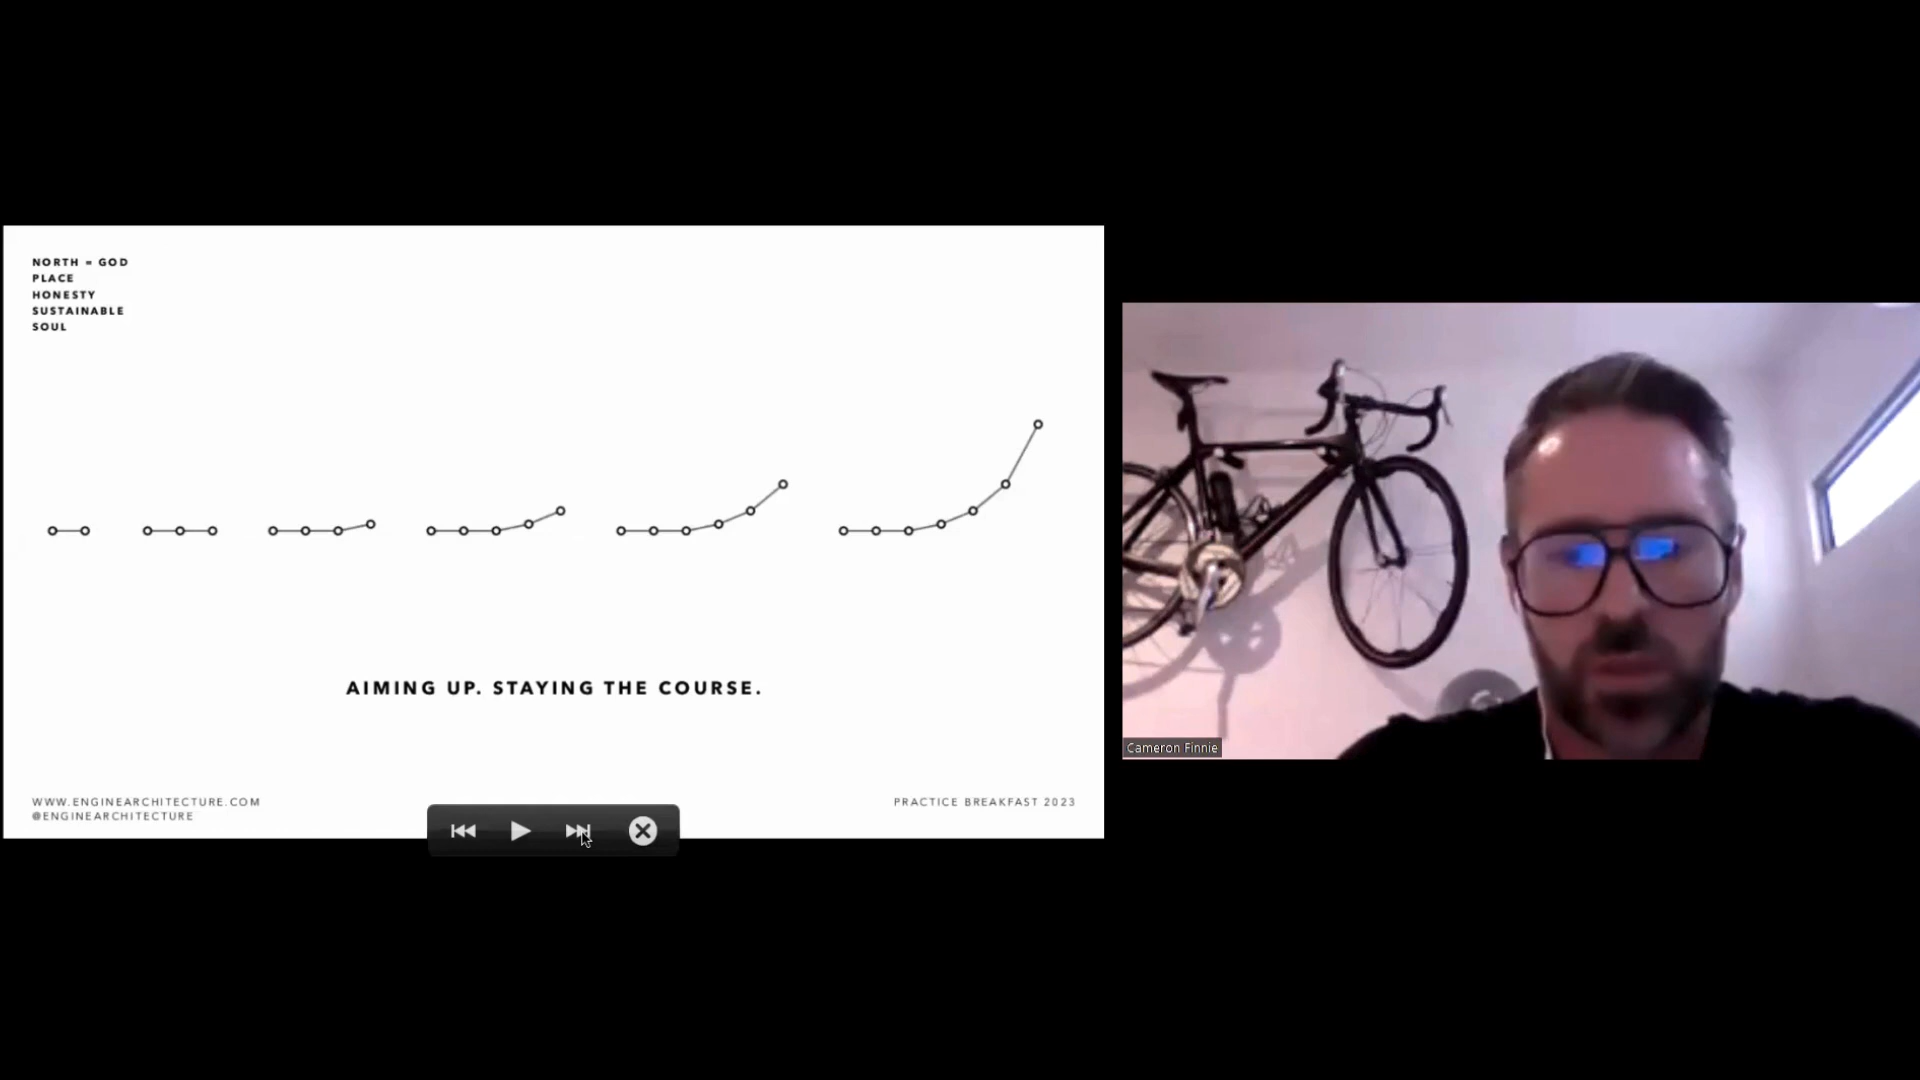 NORTH = GOD
PLACE
HONESTY
SUSTAINABLE
SOUL
AIMING UP. STAYING THE COURSE.
WWW.ENGINEARCHITECTURE.COM
@ENGINEARCHITECTURE
PRACTICE BREAKFAST 2023
Cameron Finnie